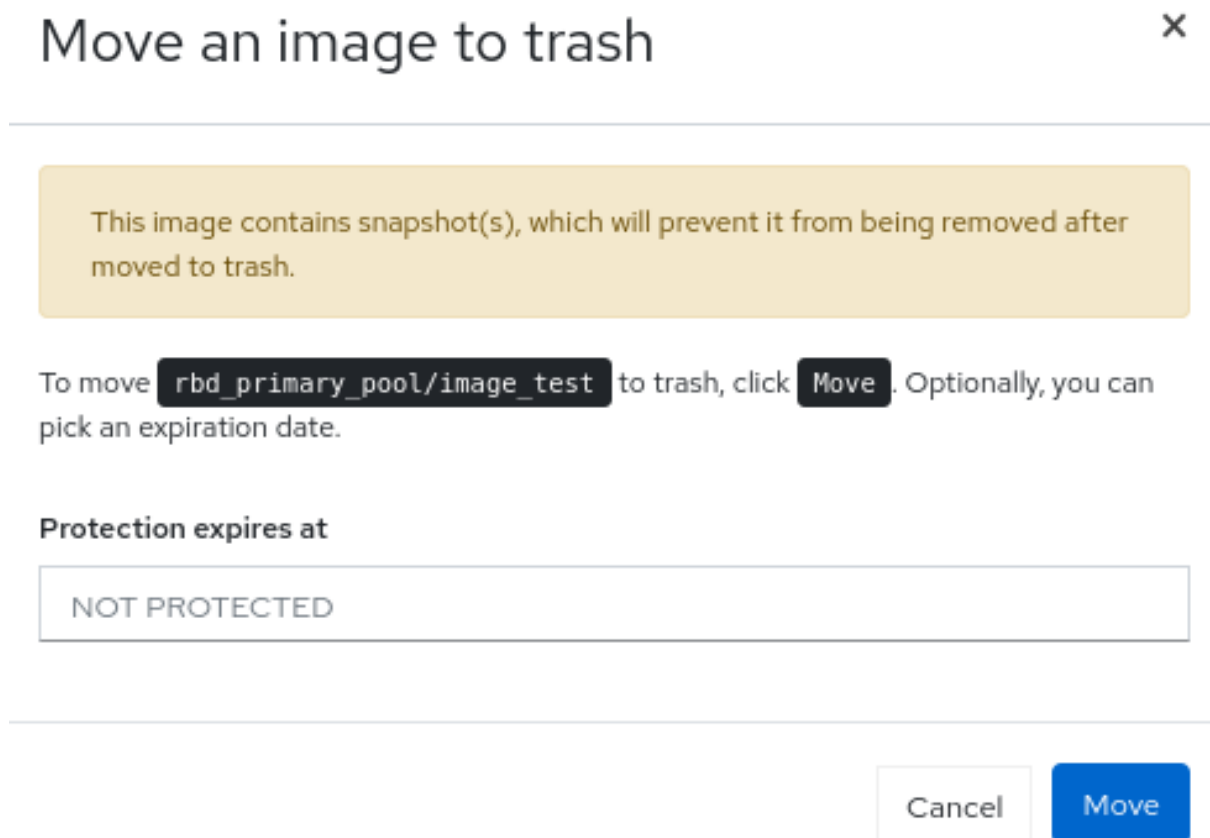 Move an image to trash
×
This image contains snapshot(s), which will prevent it from being removed after
moved to trash.
To move rbd_primary_pool/image_test to trash, click Move. Optionally, you can
pick an expiration date.
Protection expires at
NOT PROTECTED
Cancel Move